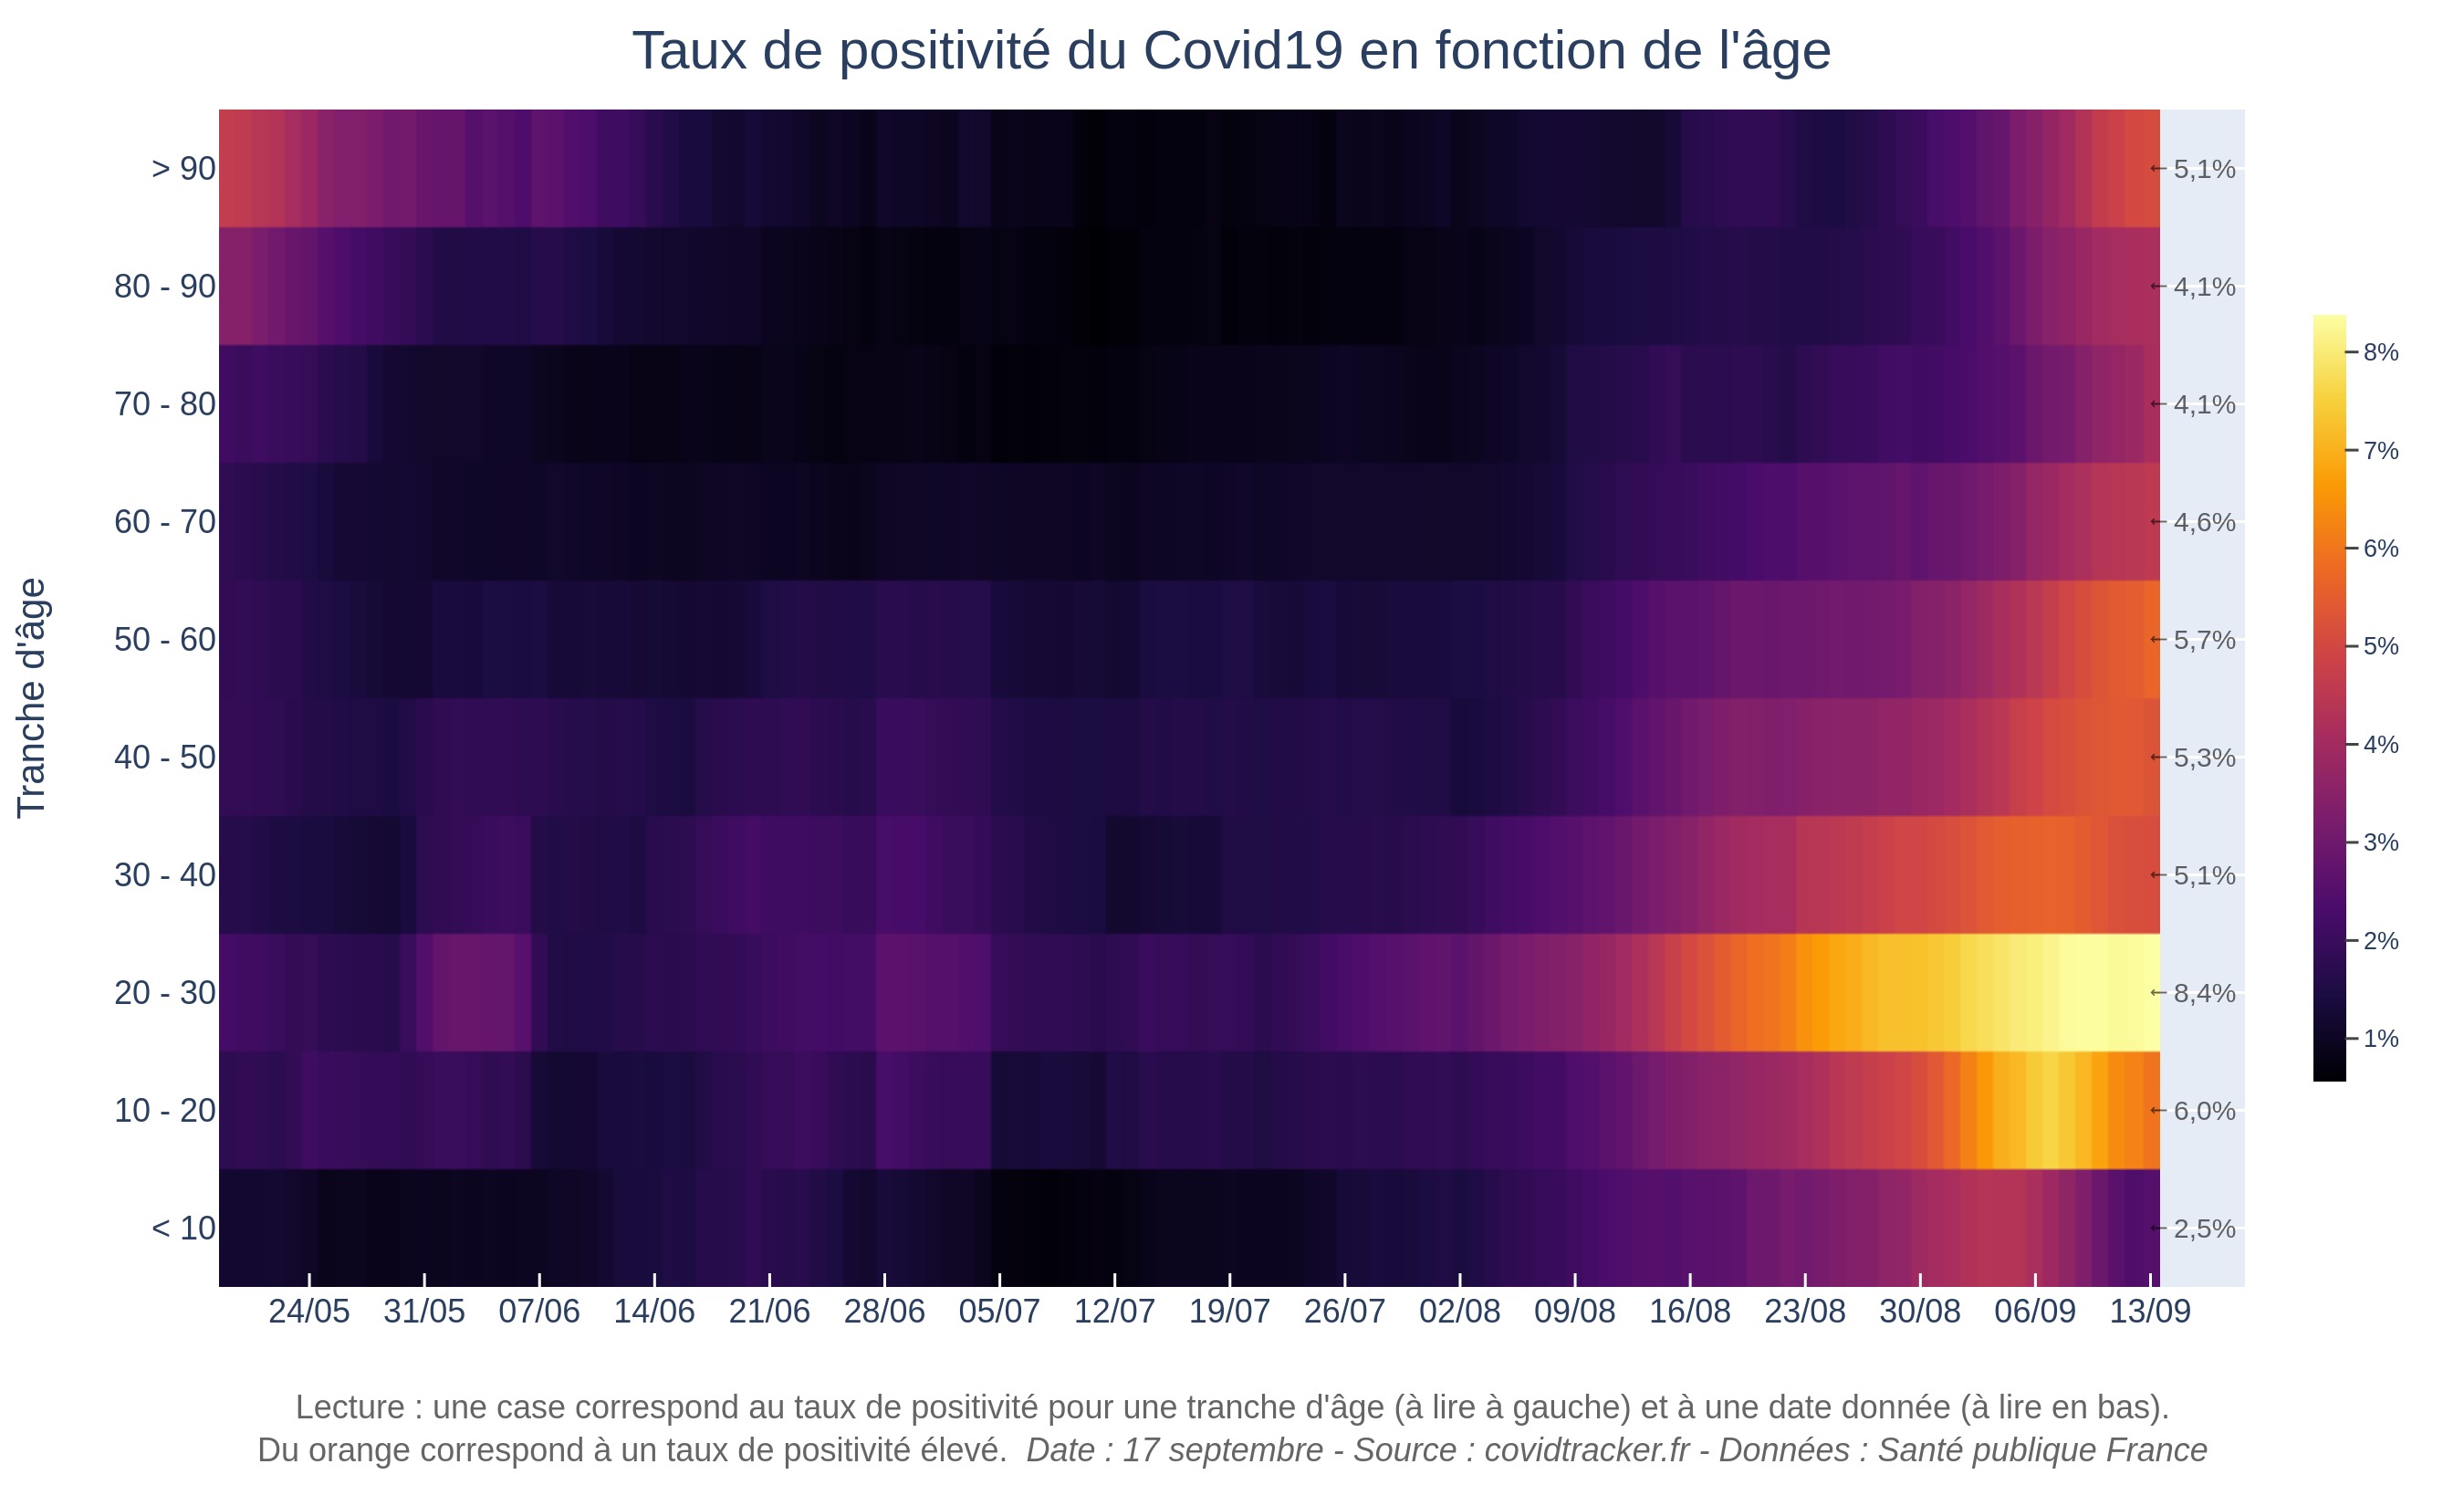 Taux de positivité du Covid19 en fonction de l'âge
Tranche d'âge
> 90
80 - 90
70 - 80
60 - 70
50 - 60
40 - 50
30 - 40
20 - 30
10 - 20
< 10
← 5,1%
← 4,1%
← 4,1%
← 4,6%
← 5,7%
← 5,3%
← 5,1%
← 8,4%
← 6,0%
← 2,5%
8%
7%
6%
5%
4%
3%
2%
1%
24/05 31/05 07/06 14/06 21/06 28/06 05/07 12/07 19/07 26/07 02/08 09/08 16/08 23/08 30/08 06/09 13/09
Lecture : une case correspond au taux de positivité pour une tranche d'âge (à lire à gauche) et à une date donnée (à lire en bas).
Du orange correspond à un taux de positivité élevé. Date : 17 septembre - Source : covidtracker.fr - Données : Santé publique France